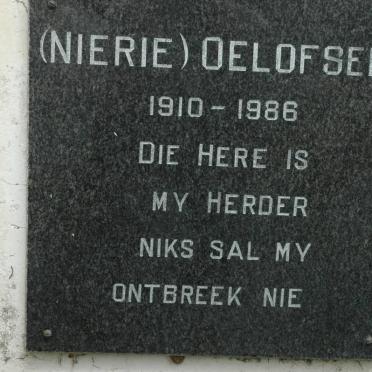 (NIERIE) OELOFSE
1910 - 1986
DIE HERE IS
MY HERDER
NIKS SAL MY
ONTBREEK NIE